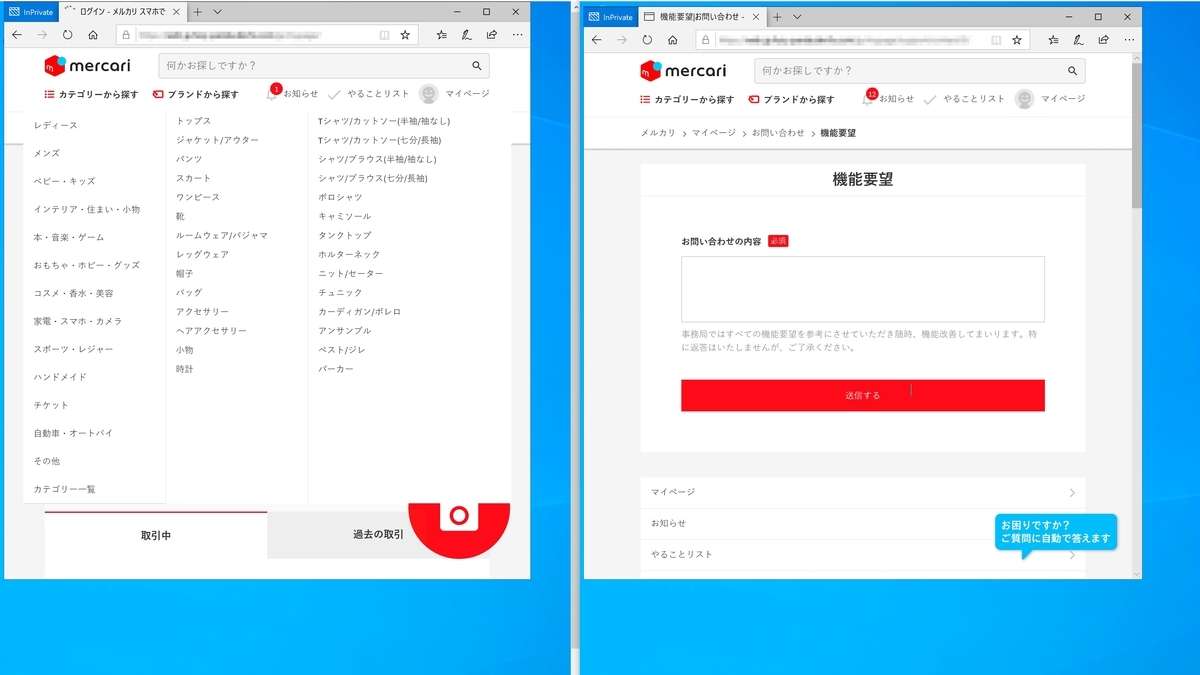 InPrivate
ログイン - メルカリ スマホで
mercari
何かお探しですか？
カテゴリーから探す
ブランドから探す
1
お知らせ
やることリスト
マイページ
レディース
メンズ
ベビー・キッズ
インテリア・住まい・小物
本・音楽・ゲーム
おもちゃ・ホビー・グッズ
コスメ・香水・美容
家電・スマホ・カメラ
スポーツ・レジャー
ハンドメイド
チケット
自動車・オートバイ
その他
カテゴリー一覧
トップス
ジャケット/アウター
パンツ
スカート
ワンピース
靴
ルームウェア/パジャマ
レッグウェア
帽子
バッグ
アクセサリー
ヘアアクセサリー
小物
時計
Tシャツ/カットソー(半袖/袖なし)
Tシャツ/カットソー(七分/長袖)
シャツ/ブラウス(半袖/袖なし)
シャツ/ブラウス(七分/長袖)
ポロシャツ
キャミソール
タンクトップ
ホルターネック
ニット/セーター
チュニック
カーディガン/ボレロ
アンサンブル
ベスト/ジレ
パーカー
取引中
過去の取引
InPrivate
機能要望|お問い合わせ -
m
mercari
何かお探しですか？
カテゴリーから探す
ブランドから探す
12
お知らせ
やることリスト
マイページ
メルカリ
マイページ
お問い合わせ
機能要望
機能要望
お問い合わせの内容 必須
事務局ではすべての機能要望を参考にさせていただき随時、機能改善してまいります。特
に返答はいたしませんが、ご了承ください。
送信する
マイページ
お知らせ
やることリスト
お困りですか？
ご質問に自動で答えます